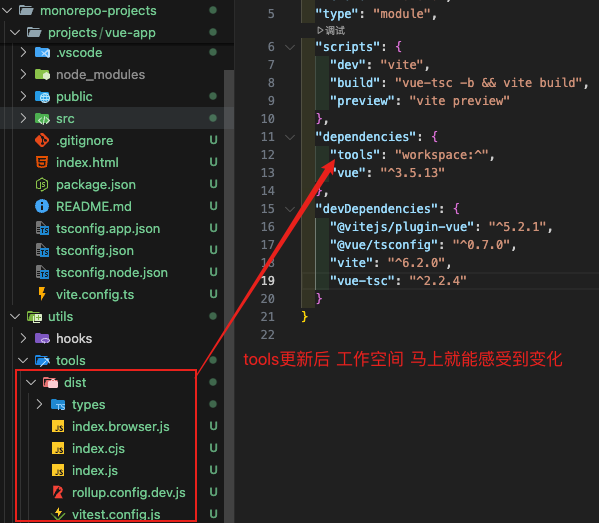 monorepo-projects
projects/vue-app
.vscode
node_modules
public
src
.gitignore U
index.html U
package.json U
README.md U
tsconfig.app.json U
tsconfig.json U
tsconfig.node.json U
vite.config.ts U
utils
hooks
tools
dist
types
index.browser.js U
index.cjs U
index.js U
rollup.config.dev.js U
vitest.config.js U
5 "type": "module",
调试
6 "scripts": {
7 "dev": "vite",
8 "build": "vue-tsc -b && vite build",
9 "preview": "vite preview"
10 },
11 "dependencies": {
12 "tools": "workspace:^",
13 "vue": "^3.5.13"
14 },
15 "devDependencies": {
16 "@vitejs/plugin-vue": "^5.2.1",
17 "@vue/tsconfig": "^0.7.0",
18 "vite": "^6.2.0",
19 "vue-tsc": "^2.2.4"
20 }
21 }
22
tools更新后 工作空间 马上就能感受到变化